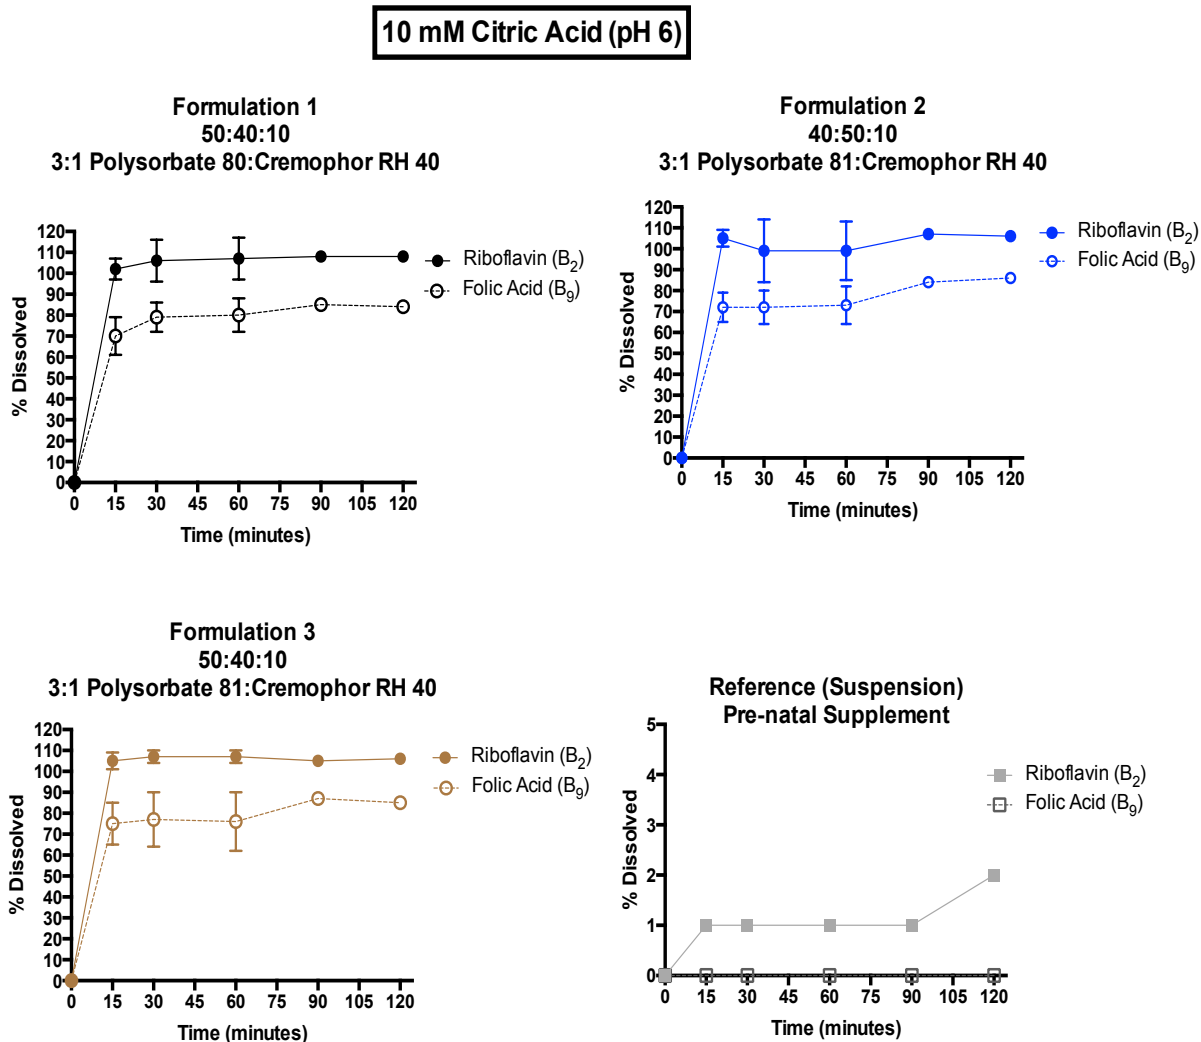 10 mM Citric Acid (pH 6)
Formulation 1
50:40:10
3:1 Polysorbate 80:Cremophor RH 40
% Dissolved
120
110
100
90
80
70
60
50
40
30
20
10
0
0 15 30 45 60 75 90 105 120
Time (minutes)
Riboflavin (B2)
Folic Acid (B9)
Formulation 2
40:50:10
3:1 Polysorbate 81:Cremophor RH 40
% Dissolved
120
110
100
90
80
70
60
50
40
30
20
10
0
0 15 30 45 60 75 90 105 120
Time (minutes)
Riboflavin (B2)
Folic Acid (B9)
Formulation 3
50:40:10
3:1 Polysorbate 81:Cremophor RH 40
% Dissolved
120
110
100
90
80
70
60
50
40
30
20
10
0
0 15 30 45 60 75 90 105 120
Time (minutes)
Riboflavin (B2)
Folic Acid (B9)
Reference (Suspension)
Pre-natal Supplement
% Dissolved
5
4
3
2
1
0
0 15 30 45 60 75 90 105 120
Time (minutes)
Riboflavin (B2)
Folic Acid (B9)